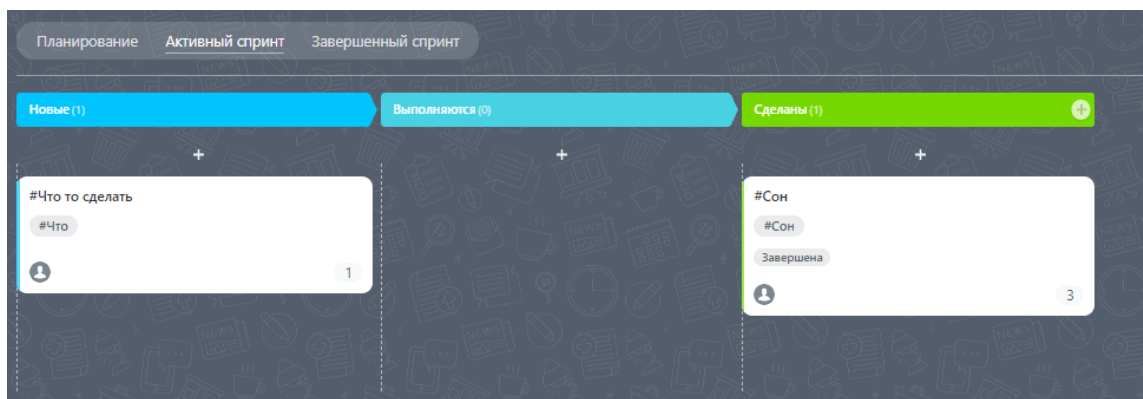 Планирование Активный спринт Завершенный спринт
Новые (1) Выполняются (0) Сделаны (1)
#Что то сделать
#Что
1
#Сон
#Сон
Завершена
3